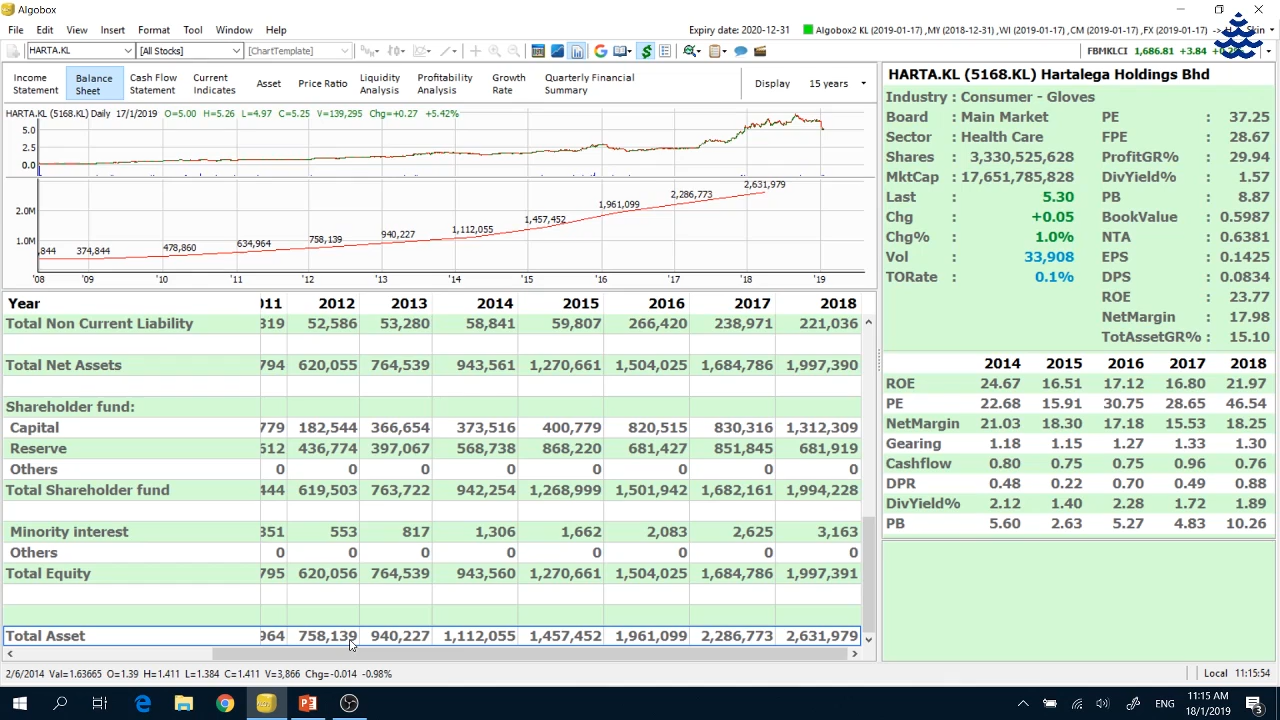 Algobox
File Edit View Insert Format Tool Window Help
Expiry date: 2020-12-31 Algobox2 KL (2019-01-17), MY (2018-12-31), WI (2019-01-17), CM (2019-01-17), FX (2019-01-17) ->
HARTA.KL [All Stocks] [ChartTemplate] FBMKLCI 1,686.81 +3.84
Income Statement Balance Sheet Cash Flow Statement Current Indicates Asset Price Ratio Liquidity Analysis Profitability Analysis Growth Rate Quarterly Financial Summary Display 15 years
HARTA.KL (5168.KL) Daily 17/1/2019 O=5.00 H=5.26 L=4.97 C=5.25 V=139,295 Chg=+0.27 +5.42%
5.0
2.5
0.0
2.0M
1.0M
,844 374,844 478,860 634,964 758,139 940,227 1,112,055 1,457,452 1,961,099 2,286,773 2,631,979
'08 '09 '10 '11 '12 '13 '14 '15 '16 '17 '18 '19
Year 011 2012 2013 2014 2015 2016 2017 2018
Total Non Current Liability 319 52,586 53,280 58,841 59,807 266,420 238,971 221,036
Total Net Assets 794 620,055 764,539 943,561 1,270,661 1,504,025 1,684,786 1,997,390
Shareholder fund:
Capital 779 182,544 366,654 373,516 400,779 820,515 830,316 1,312,309
Reserve 612 436,774 397,067 568,738 868,220 681,427 851,845 681,919
Others 0 0 0 0 0 0 0 0
Total Shareholder fund 444 619,503 763,722 942,254 1,268,999 1,501,942 1,682,161 1,994,228
Minority interest 351 553 817 1,306 1,662 2,083 2,625 3,163
Others 0 0 0 0 0 0 0 0
Total Equity 795 620,056 764,539 943,560 1,270,661 1,504,025 1,684,786 1,997,391
Total Asset 964 758,139 940,227 1,112,055 1,457,452 1,961,099 2,286,773 2,631,979
HARTA.KL (5168.KL) Hartalega Holdings Bhd
Industry : Consumer - Gloves
Board : Main Market PE : 37.25
Sector : Health Care FPE : 28.67
Shares : 3,330,525,628 ProfitGR% : 29.94
MktCap : 17,651,785,828 DivYield% : 1.57
Last : 5.30 PB : 8.87
Chg : +0.05 BookValue : 0.5987
Chg% : 1.0% NTA : 0.6381
Vol : 33,908 EPS : 0.1425
TORate : 0.1% DPS : 0.0834
ROE : 23.77
NetMargin : 17.98
TotAssetGR% : 15.10
2014 2015 2016 2017 2018
ROE 24.67 16.51 17.12 16.80 21.97
PE 22.68 15.91 30.75 28.65 46.54
NetMargin 21.03 18.30 17.18 15.53 18.25
Gearing 1.18 1.15 1.27 1.33 1.30
Cashflow 0.80 0.75 0.75 0.96 0.76
DPR 0.48 0.22 0.70 0.49 0.88
DivYield% 2.12 1.40 2.28 1.72 1.89
PB 5.60 2.63 5.27 4.83 10.26
2/6/2014 Val=1.63665 O=1.39 H=1.411 L=1.384 C=1.411 V=3,866 Chg=-0.014 -0.98% Local 11:15:54
ENG 11:15 AM
18/1/2019 3